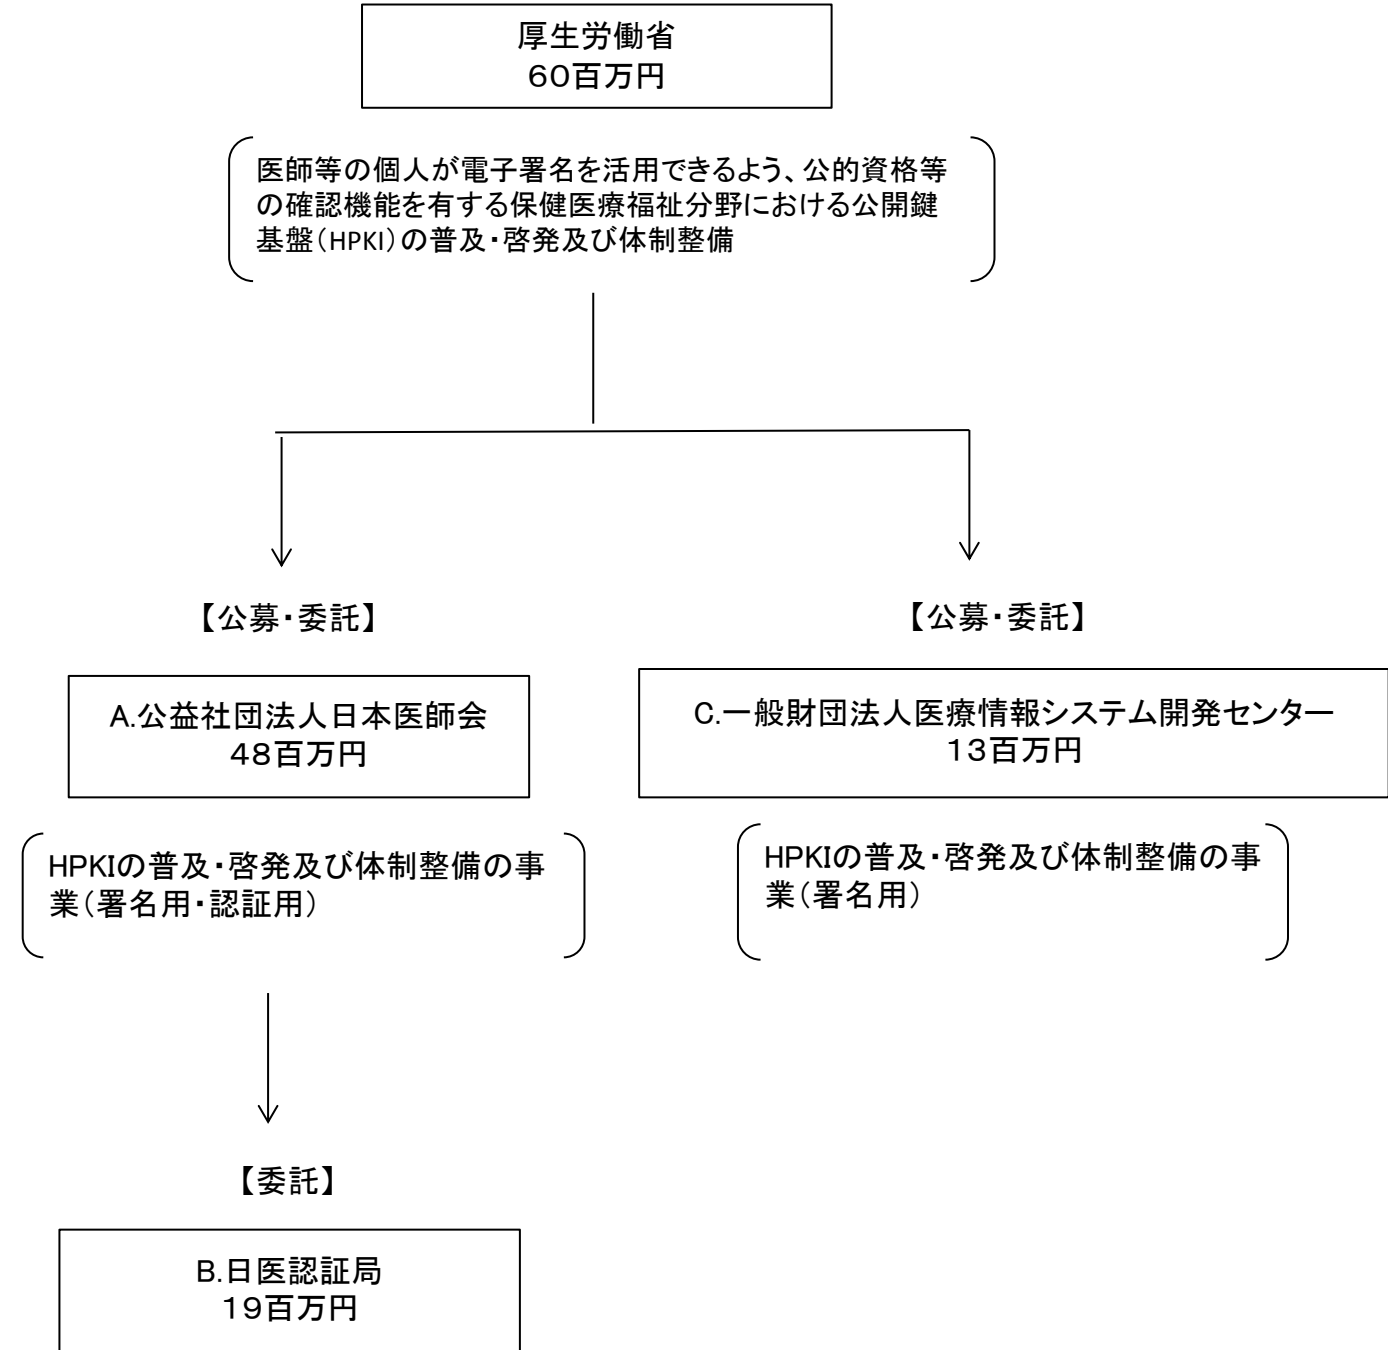 厚生労働省
60百万円
医師等の個人が電子署名を活用できるよう、公的資格等
の確認機能を有する保健医療福祉分野における公開鍵
基盤（HPKI）の普及・啓発及び体制整備
【公募・委託】
【公募・委託】
A.公益社団法人日本医師会
48百万円
C.一般財団法人医療情報システム開発センター
13百万円
HPKIの普及・啓発及び体制整備の事
業（署名用・認証用）
HPKIの普及・啓発及び体制整備の事
業（署名用）
【委託】
B.日医認証局
19百万円